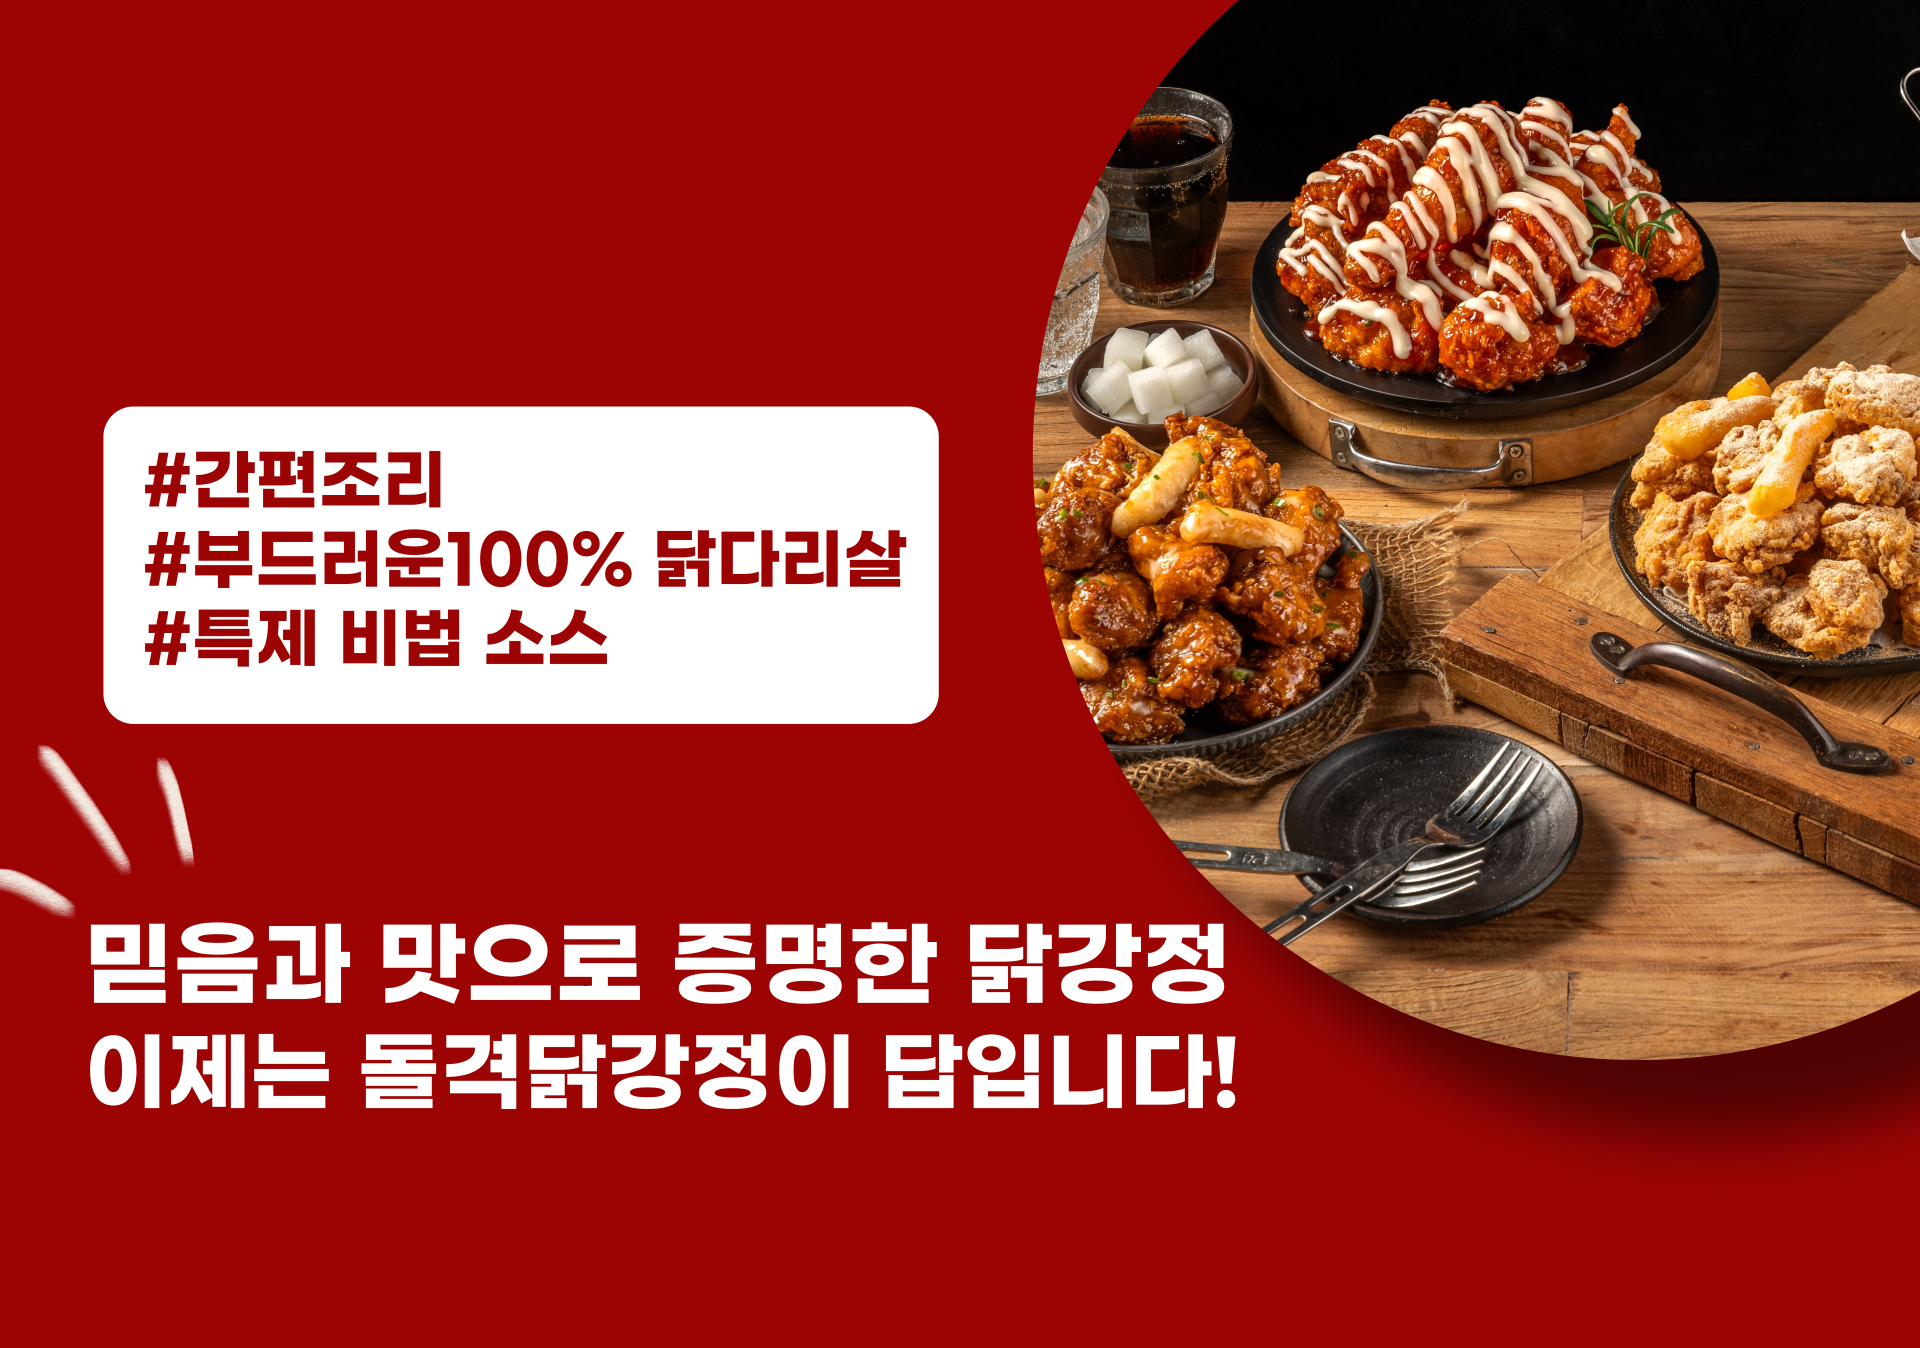 #간편조리
#부드러운100% 닭다리살
#특제 비법 소스
믿음과 맛으로 증명한 닭강정
이제는 돌격닭강정이 답입니다!